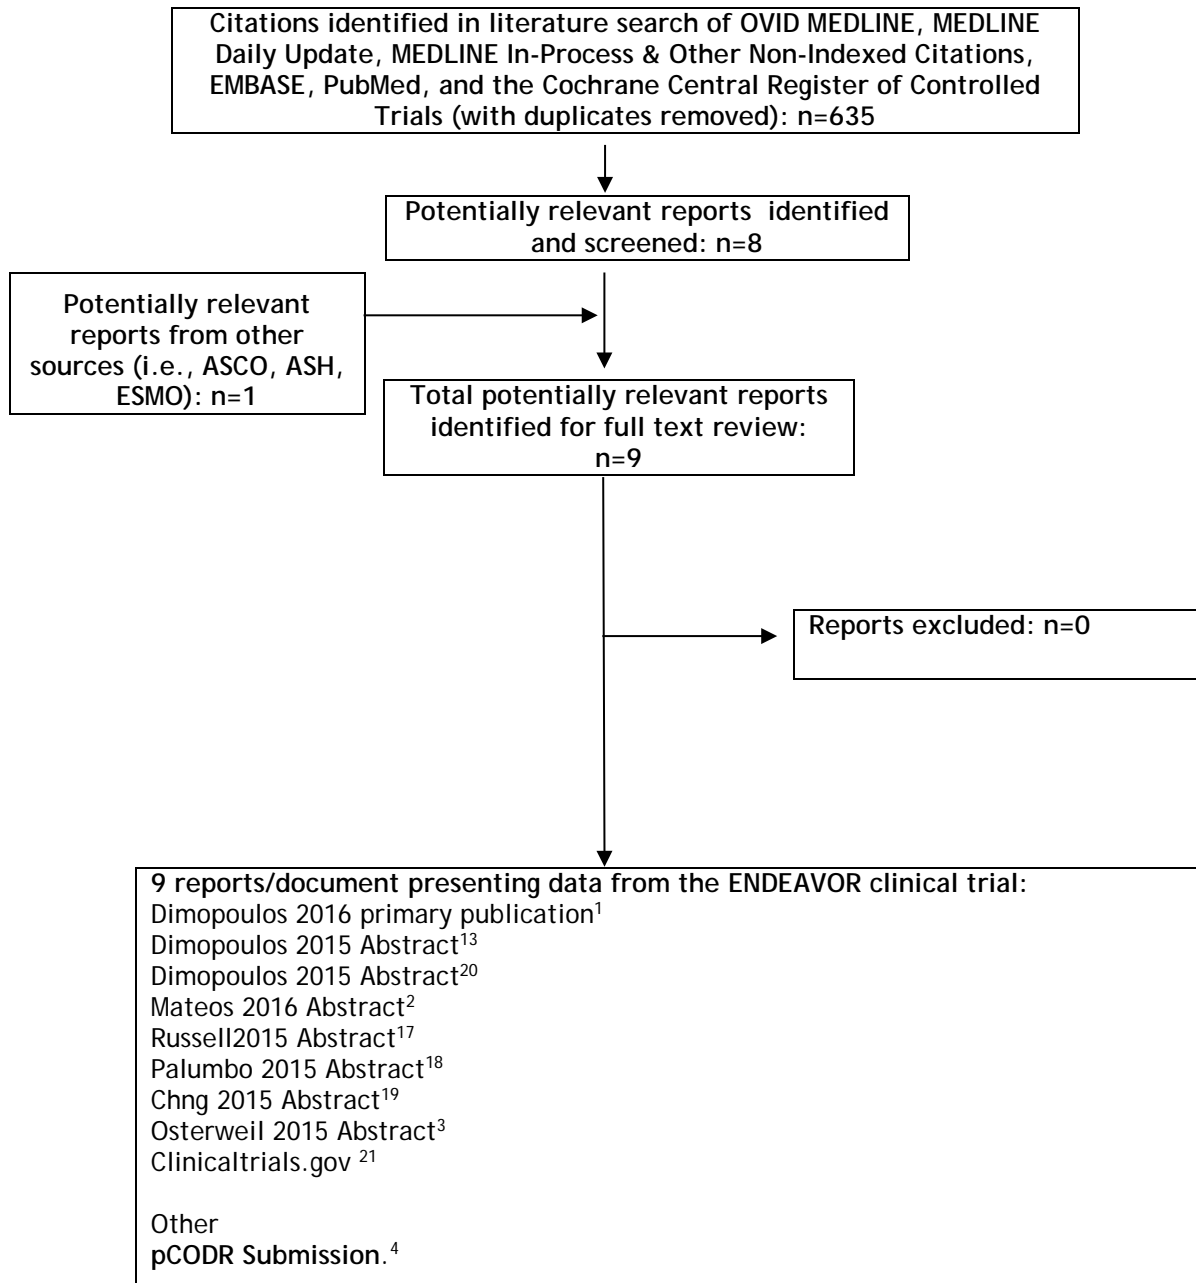 Citations identified in literature search of OVID MEDLINE, MEDLINE
Daily Update, MEDLINE In-Process & Other Non-Indexed Citations,
EMBASE, PubMed, and the Cochrane Central Register of Controlled
Trials (with duplicates removed): n=635
Potentially relevant reports  identified
and screened: n=8
Potentially relevant
reports from other
sources (i.e., ASCO, ASH,
ESMO): n=1
Total potentially relevant reports
identified for full text review:
n=9
Reports excluded: n=0
9 reports/document presenting data from the ENDEAVOR clinical trial:
Dimopoulos 2016 primary publication1
Dimopoulos 2015 Abstract13
Dimopoulos 2015 Abstract20
Mateos 2016 Abstract2
Russell2015 Abstract17
Palumbo 2015 Abstract18
Chng 2015 Abstract19
Osterweil 2015 Abstract3
Clinicaltrials.gov 21
Other
pCODR Submission.4